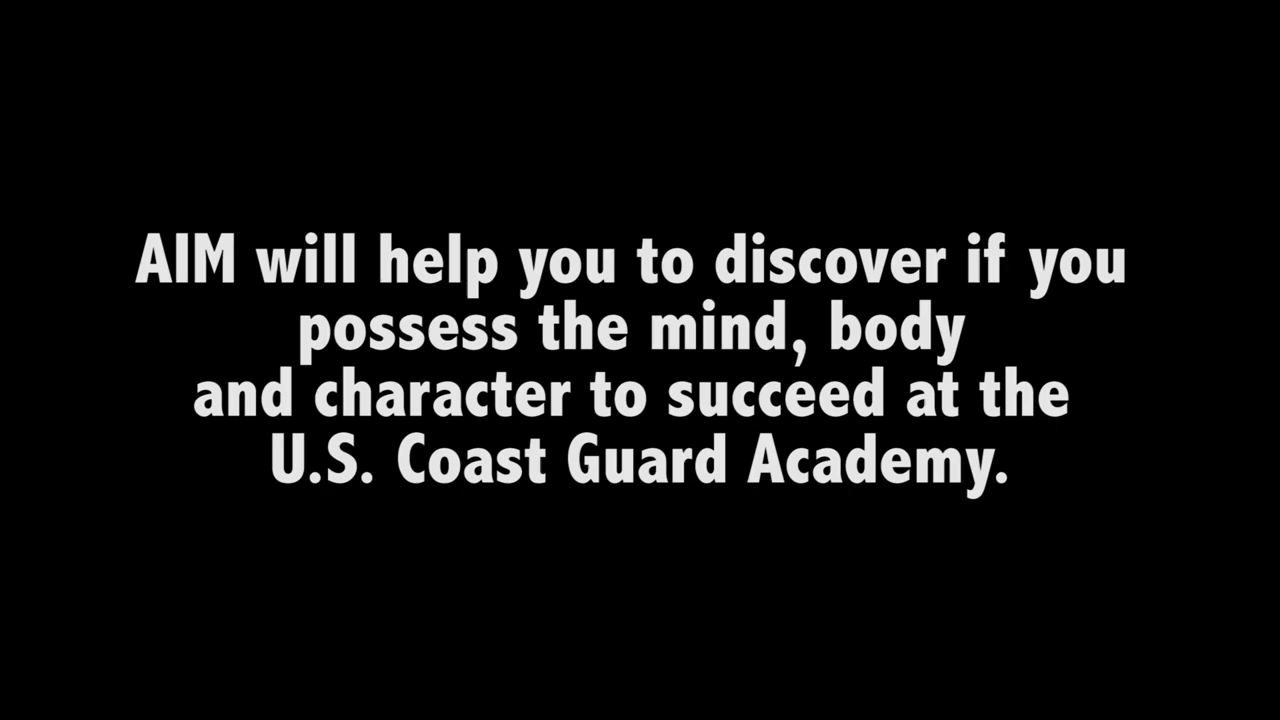 AIM will help you to discover if you
possess the mind, body
and character to succeed at the
U.S. Coast Guard Academy.